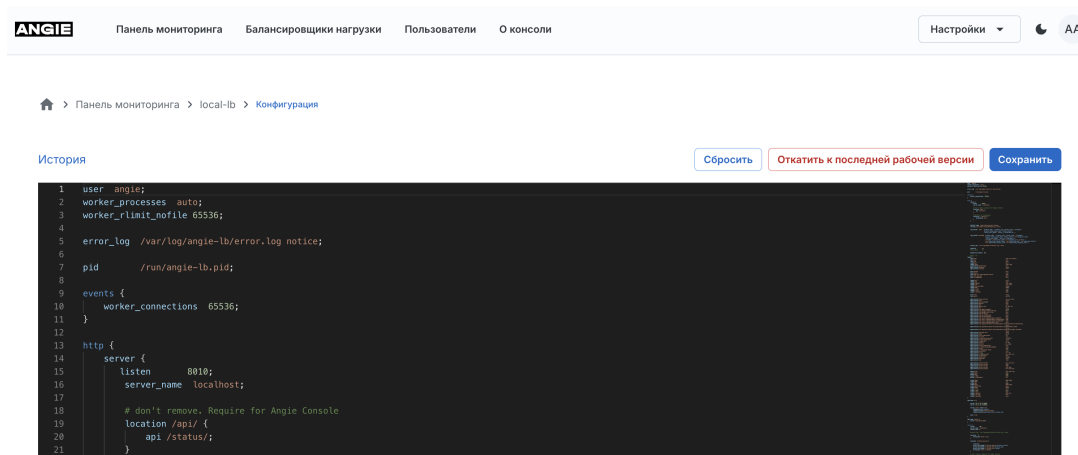 ANGIE Панель мониторинга Балансировщики нагрузки Пользователи О консоли Настройки AA
Панель мониторинга > local-lb > Конфигурация
История Сбросить Откатить к последней рабочей версии Сохранить
1 user  angie;
2 worker_processes  auto;
3 worker_rlimit_nofile 65536;
4
5 error_log  /var/log/angie-lb/error.log notice;
6
7 pid        /run/angie-lb.pid;
8
9 events {
10     worker_connections  65536;
11 }
12
13 http {
14     server {
15        listen       8010;
16         server_name  localhost;
17
18         # don't remove. Require for Angie Console
19         location /api/ {
20             api /status/;
21         }